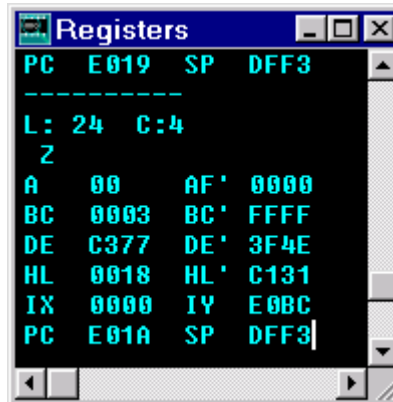 Registers
PC E019 SP DFF3
----------
L: 24 C:4
Z
A 00 AF' 0000
BC 0003 BC' FFFF
DE C377 DE' 3F4E
HL 0018 HL' C131
IX 0000 IY E0BC
PC E01A SP DFF3